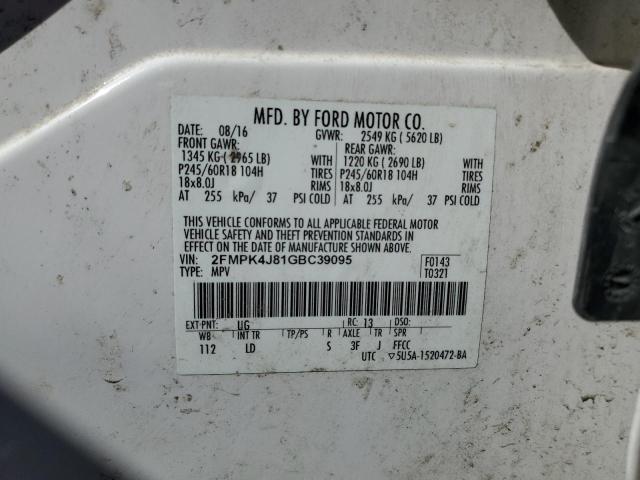 MFD. BY FORD MOTOR CO.
DATE: 08/16 GVWR: 2549 KG ( 5620 LB)
FRONT GAWR: REAR GAWR:
1345 KG ( 2965 LB) WITH 1220 KG ( 2690 LB) WITH
P245/60R18 104H TIRES P245/60R18 104H TIRES
18x8.0J RIMS 18x8.0J RIMS
AT 255 kPa/ 37 PSI COLD AT 255 kPa/ 37 PSI COLD
THIS VEHICLE CONFORMS TO ALL APPLICABLE FEDERAL MOTOR
VEHICLE SAFETY AND THEFT PREVENTION STANDARDS IN
EFFECT ON THE DATE OF MANUFACTURE SHOWN ABOVE.
VIN: 2FMPK4J81GBC39095 F0143
TYPE: MPV T0321
EXT PNT: UG RC: 13 DSO:
WB INT TR TP/PS R AXLE TR SPR
112 LD S 3F J FFCC
UTC ▽5U5A-1520472-BA